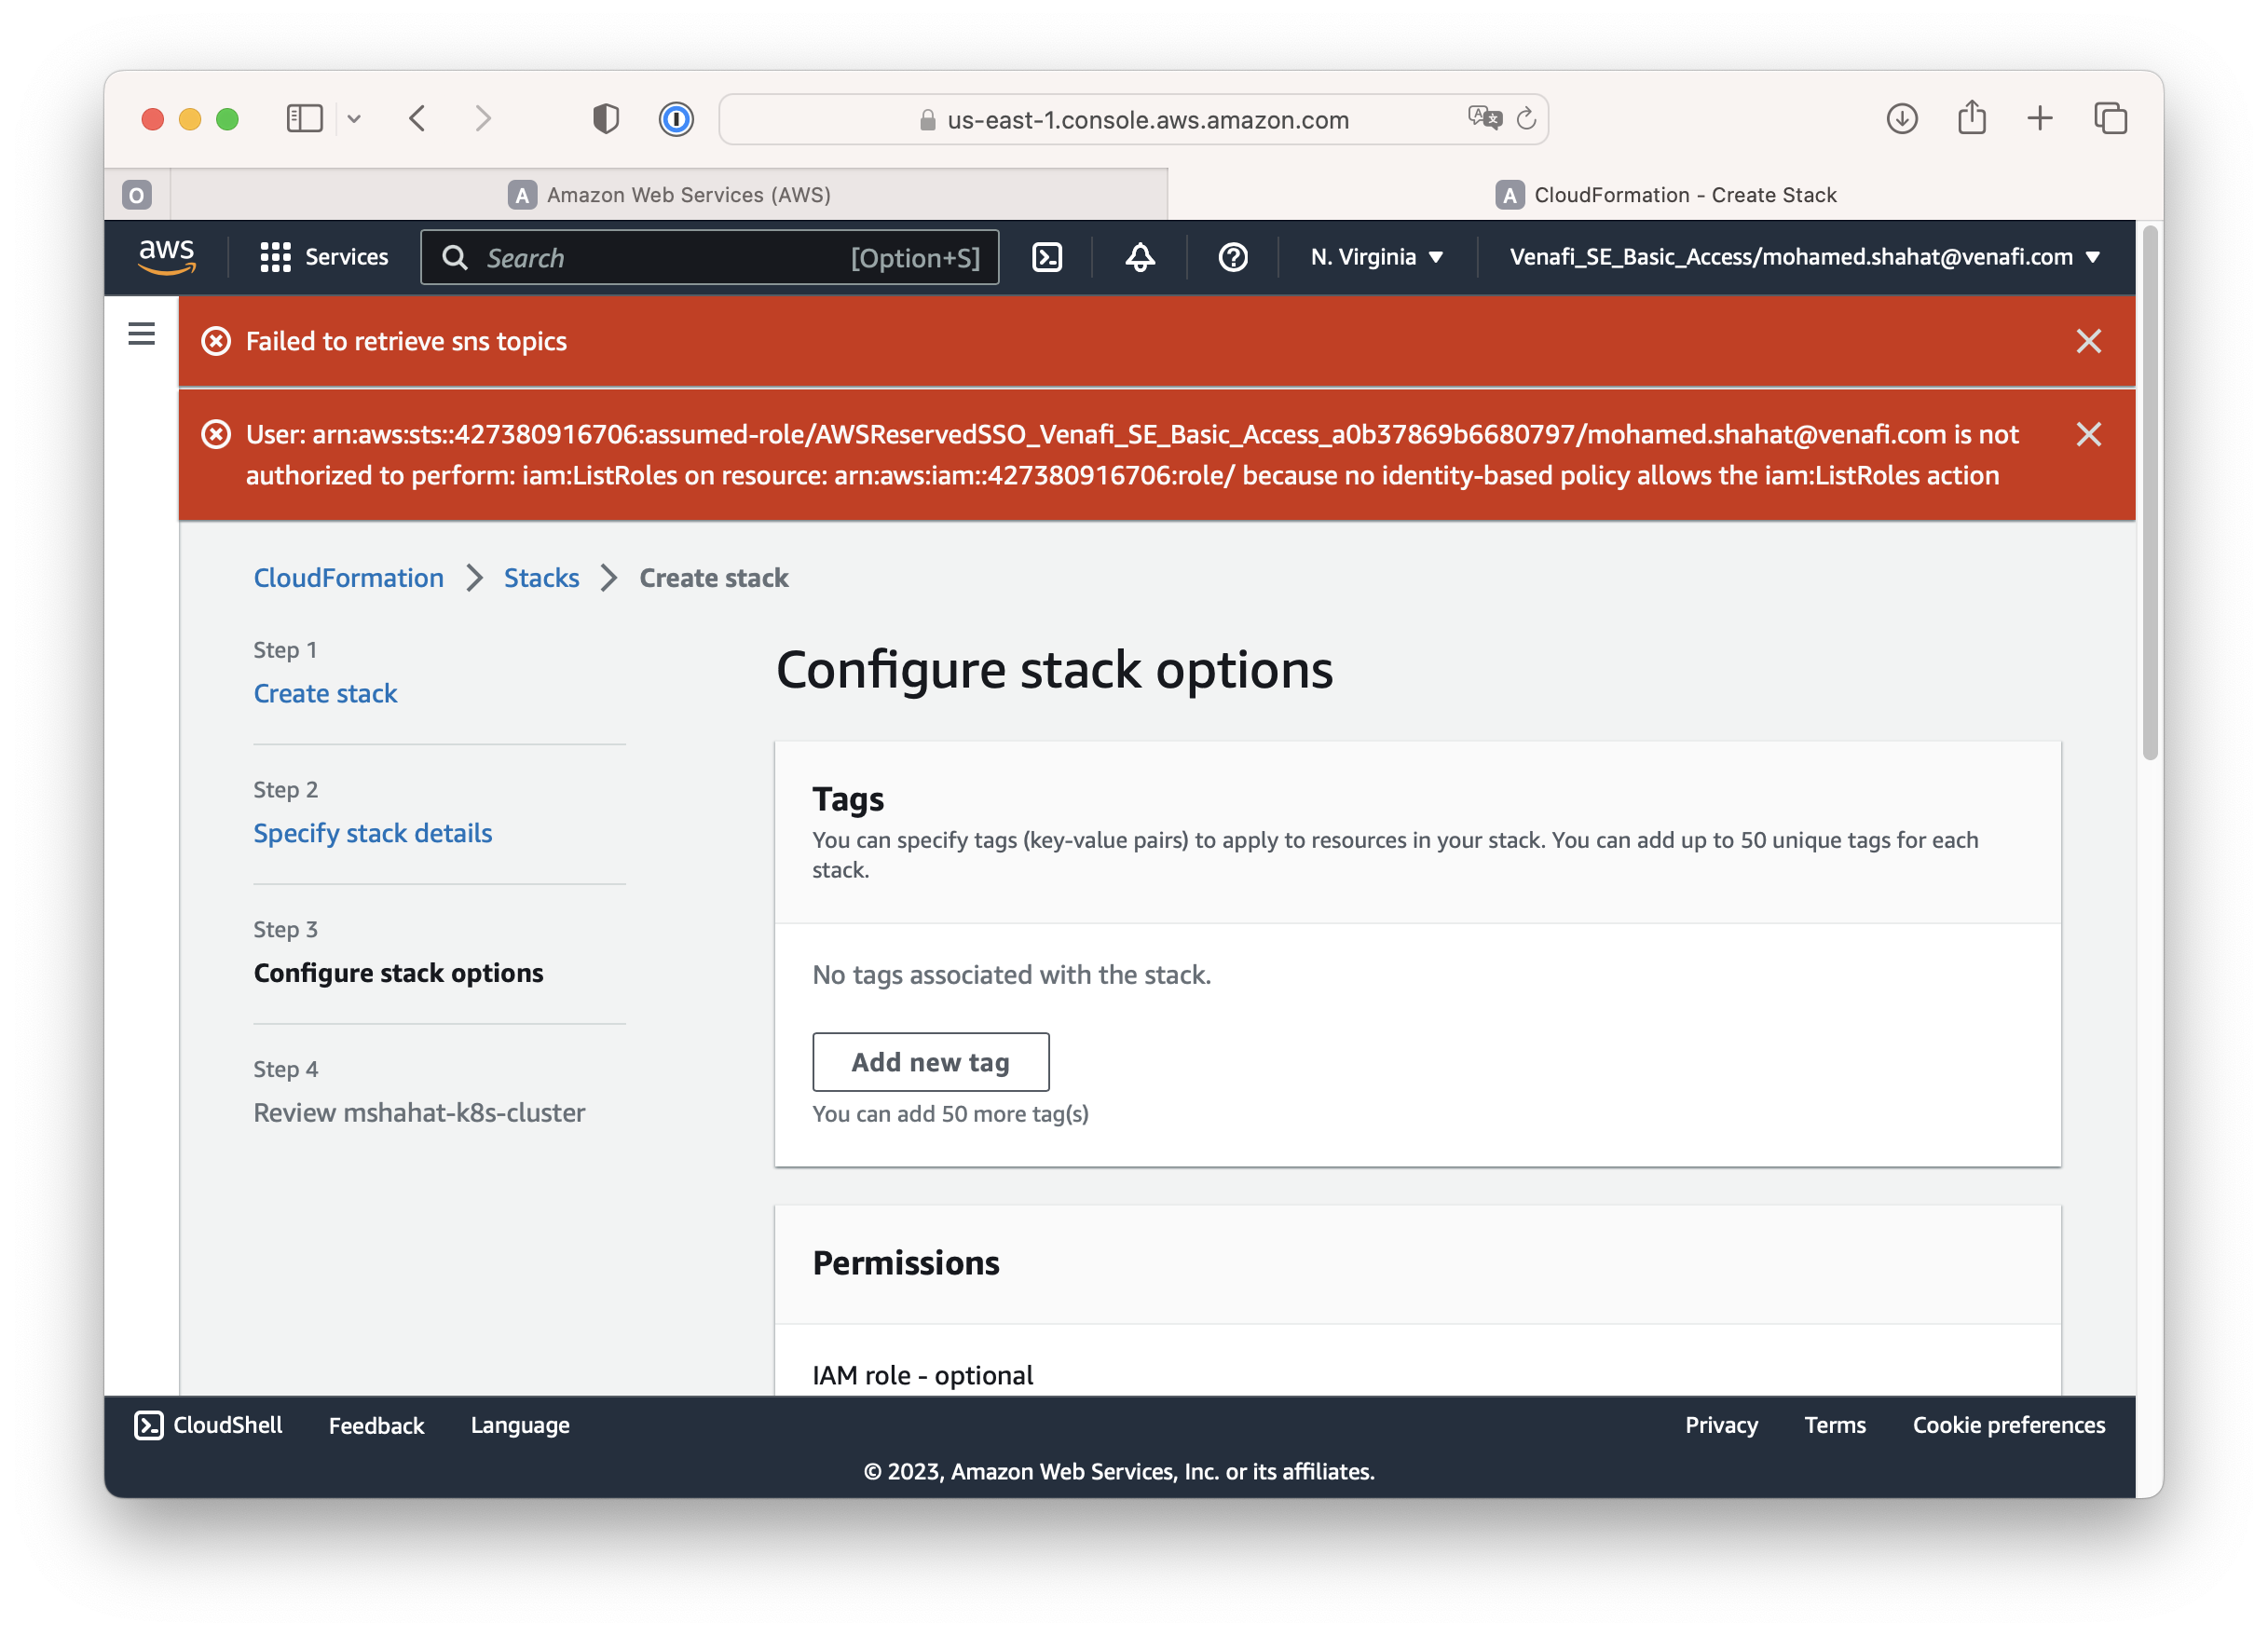 us-east-1.console.aws.amazon.com
O
A Amazon Web Services (AWS)
A CloudFormation - Create Stack
aws
Services
Search
[Option+S]
N. Virginia
Venafi_SE_Basic_Access/mohamed.shahat@venafi.com
Failed to retrieve sns topics
User: arn:aws:sts::427380916706:assumed-role/AWSReservedSSO_Venafi_SE_Basic_Access_a0b37869b6680797/mohamed.shahat@venafi.com is not
authorized to perform: iam:ListRoles on resource: arn:aws:iam::427380916706:role/ because no identity-based policy allows the iam:ListRoles action
CloudFormation
Stacks
Create stack
Step 1
Create stack
Step 2
Specify stack details
Step 3
Configure stack options
Step 4
Review mshahat-k8s-cluster
Configure stack options
Tags
You can specify tags (key-value pairs) to apply to resources in your stack. You can add up to 50 unique tags for each
stack.
No tags associated with the stack.
Add new tag
You can add 50 more tag(s)
Permissions
IAM role - optional
CloudShell
Feedback
Language
Privacy
Terms
Cookie preferences
© 2023, Amazon Web Services, Inc. or its affiliates.